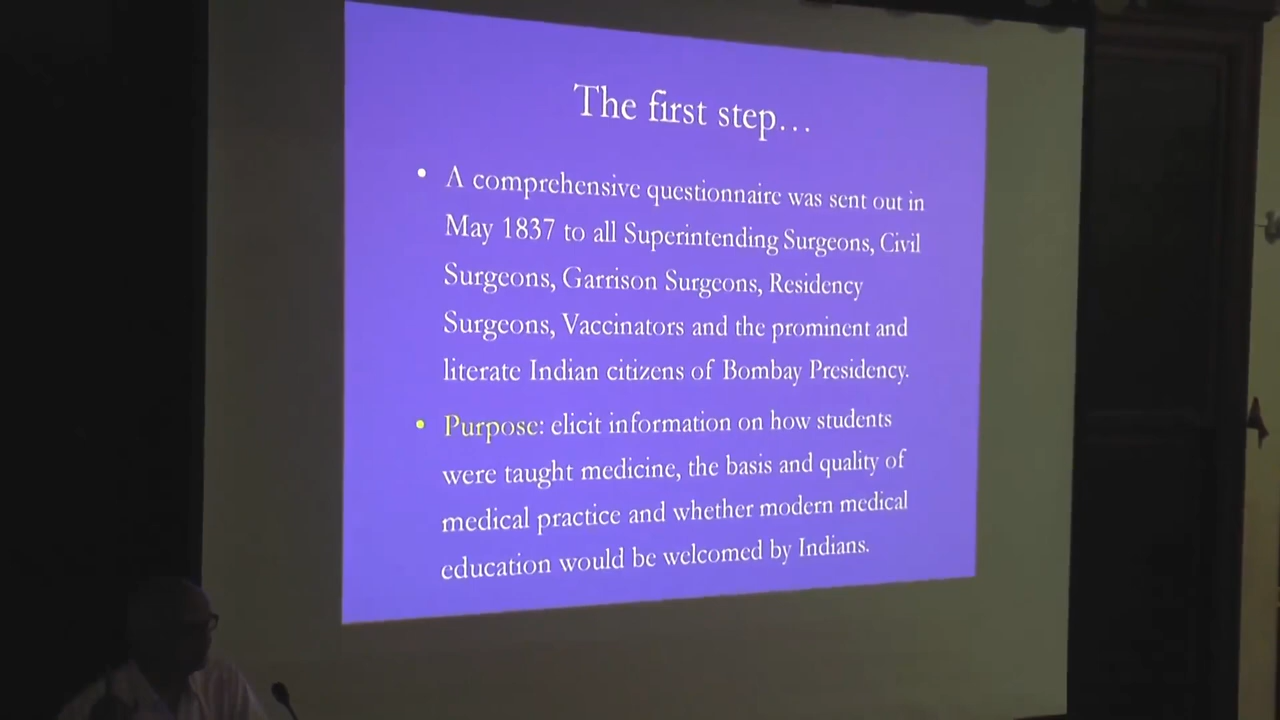 The first step...
• A comprehensive questionnaire was sent out in
May 1837 to all Superintending Surgeons, Civil
Surgeons, Garrison Surgeons, Residency
Surgeons, Vaccinators and the prominent and
literate Indian citizens of Bombay Presidency.
• Purpose: elicit information on how students
were taught medicine, the basis and quality of
medical practice and whether modern medical
education would be welcomed by Indians.